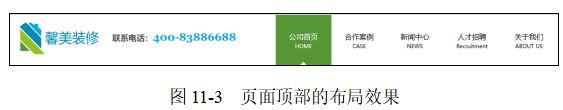 馨美装修 联系电话：400-83886688 公司首页 合作案例 新闻中心 人才招聘 关于我们
HOME CASE NEWS Recruitment ABOUT US
图 11-3 页面顶部的布局效果